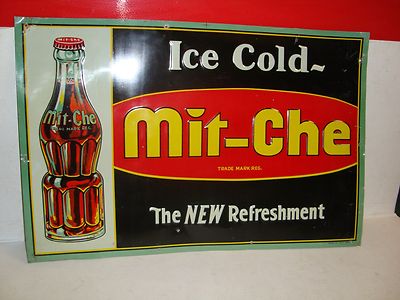 Ice Cold~
Mit-Che
TRADE MARK REG.
The NEW Refreshment
Mit-Che